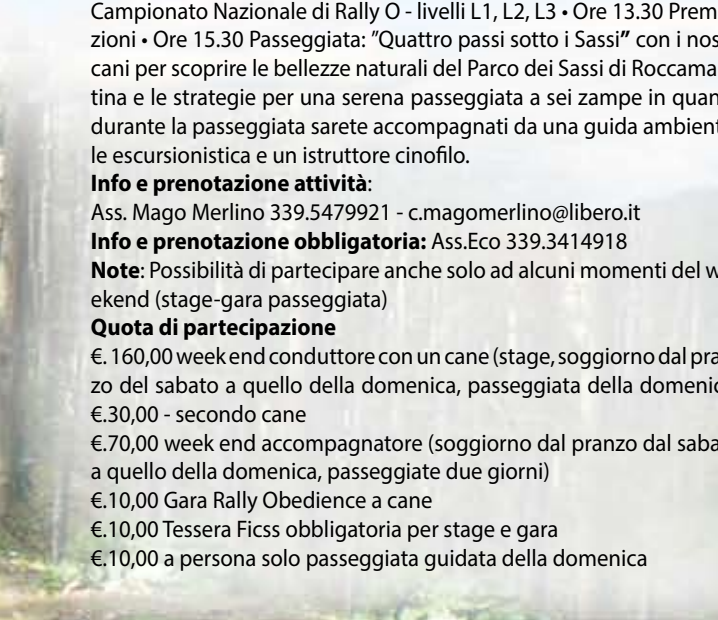 Campionato Nazionale di Rally O - livelli L1, L2, L3 • Ore 13.30 Prem
zioni • Ore 15.30 Passeggiata: "Quattro passi sotto i Sassi" con i nos
cani per scoprire le bellezze naturali del Parco dei Sassi di Roccama
tina e le strategie per una serena passeggiata a sei zampe in quan
durante la passeggiata sarete accompagnati da una guida ambient
le escursionistica e un istruttore cinofilo.
Info e prenotazione attività:
Ass. Mago Merlino 339.5479921 - c.magomerlino@libero.it
Info e prenotazione obbligatoria: Ass.Eco 339.3414918
Note: Possibilità di partecipare anche solo ad alcuni momenti del w
ekend (stage-gara passeggiata)
Quota di partecipazione
€. 160,00 week end conduttore con un cane (stage, soggiorno dal pra
zo del sabato a quello della domenica, passeggiata della domenic
€.30,00 - secondo cane
€.70,00 week end accompagnatore (soggiorno dal pranzo dal saba
a quello della domenica, passeggiate due giorni)
€.10,00 Gara Rally Obedience a cane
€.10,00 Tessera Ficss obbligatoria per stage e gara
€.10,00 a persona solo passeggiata guidata della domenica